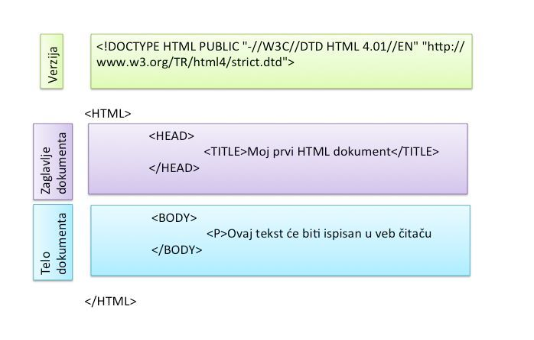 Verzija
<!DOCTYPE HTML PUBLIC "-//W3C//DTD HTML 4.01//EN" "http://
www.w3.org/TR/html4/strict.dtd">
<HTML>
Zaglavlje
dokumenta
<HEAD>
<TITLE>Moj prvi HTML dokument</TITLE>
</HEAD>
Telo
dokumenta
<BODY>
<P>Ovaj tekst će biti ispisan u veb čitaču
</BODY>
</HTML>